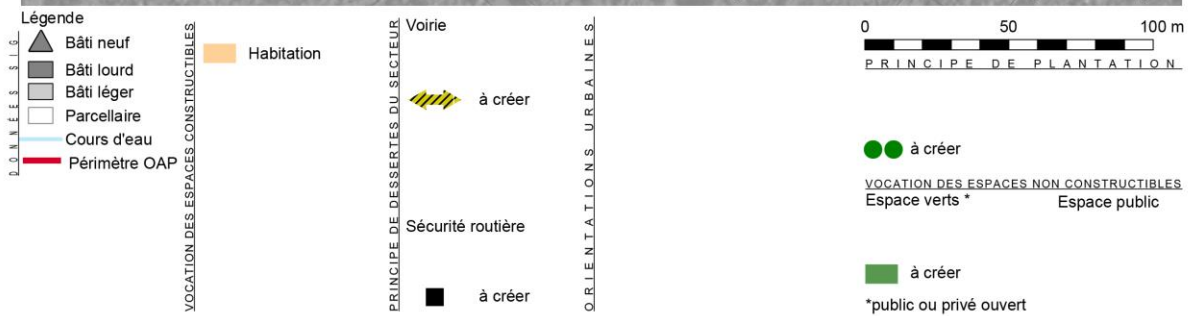 Légende
DONNEES SIG
Bâti neuf
Bâti lourd
Bâti léger
Parcellaire
Cours d'eau
Périmètre OAP
VOCATION DES ESPACES CONSTRUCTIBLES
Habitation
PRINCIPE DE DESSERTES DU SECTEUR
Voirie
à créer
Sécurité routière
à créer
ORIENTATIONS URBAINES
0 50 100 m
PRINCIPE DE PLANTATION
à créer
VOCATION DES ESPACES NON CONSTRUCTIBLES
Espace verts * Espace public
à créer
*public ou privé ouvert